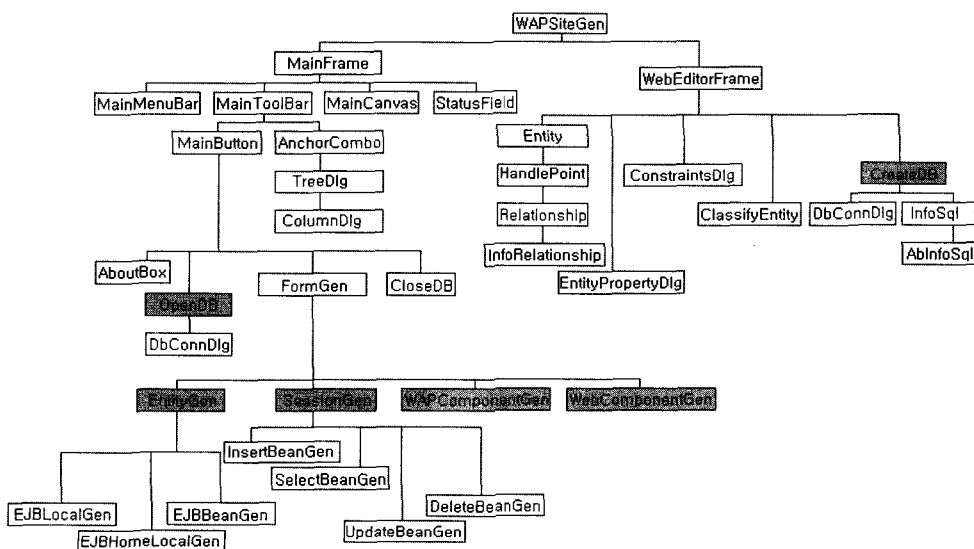 WAPSiteGen
MainFrame
WebEditorFrame
MainMenuBar
MainToolBar
MainCanvas
StatusField
MainButton
AnchorCombo
Entity
TreeDlg
HandlePoint
ConstraintsDlg
CreateDB
ColumnDlg
Relationship
ClassifyEntity
DbConnDlg
InfoSql
InfoRelationship
AbInfoSql
AboutBox
FormGen
CloseDB
EntityPropertyDlg
OpenDB
DbConnDlg
EntityGen
SessionGen
WAPComponentGen
WebComponentGen
InsertBeanGen
SelectBeanGen
EJBLocalGen
EJBBeanGen
DeleteBeanGen
EJBHomeLocalGen
UpdateBeanGen